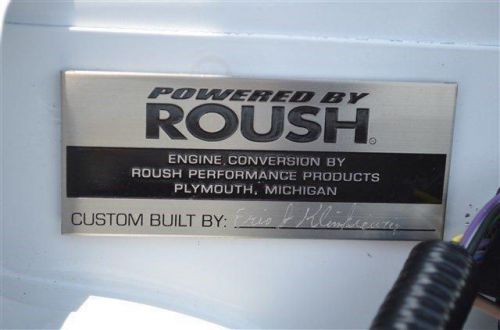 POWERED BY
ROUSH
ENGINE CONVERSION BY
ROUSH PERFORMANCE PRODUCTS
PLYMOUTH, MICHIGAN
CUSTOM BUILT BY: